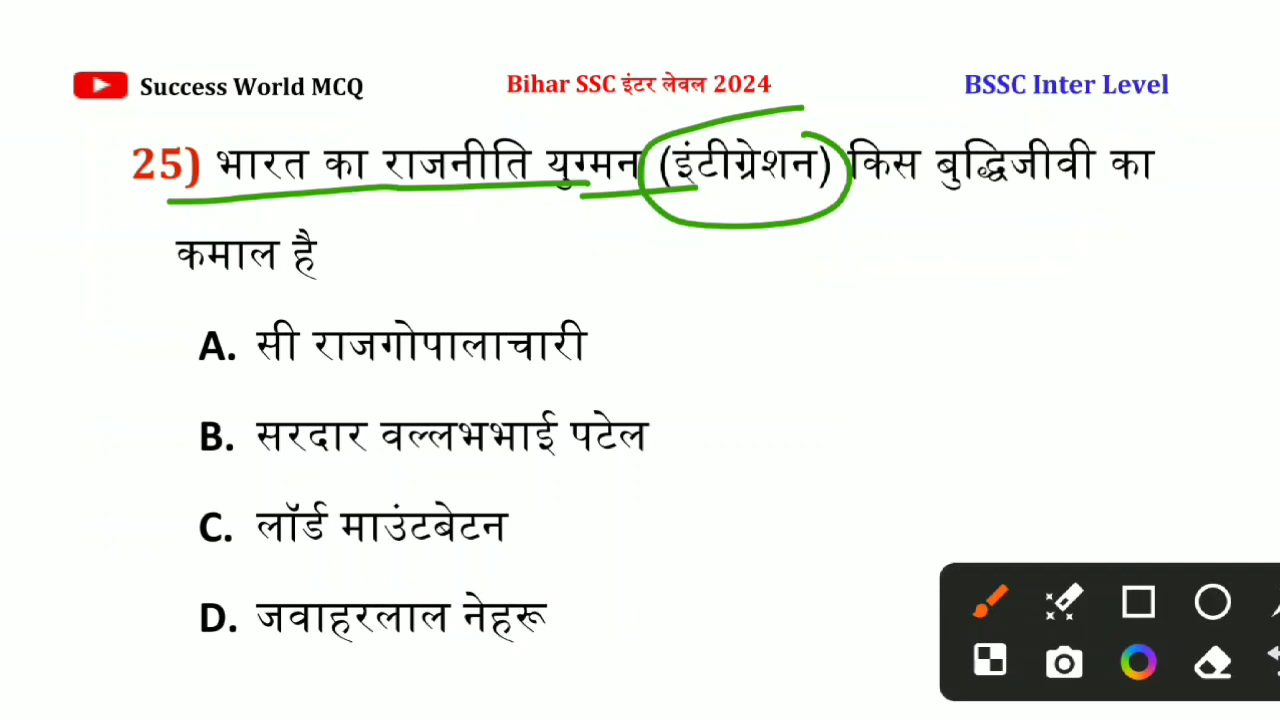 Success World MCQ
Bihar SSC इंटर लेवल 2024
BSSC Inter Level
25) भारत का राजनीति युग्मन (इंटीग्रेशन) किस बुद्धिजीवी का
कमाल है
A. सी राजगोपालाचारी
B. सरदार वल्लभभाई पटेल
C. लॉर्ड माउंटबेटन
D. जवाहरलाल नेहरू